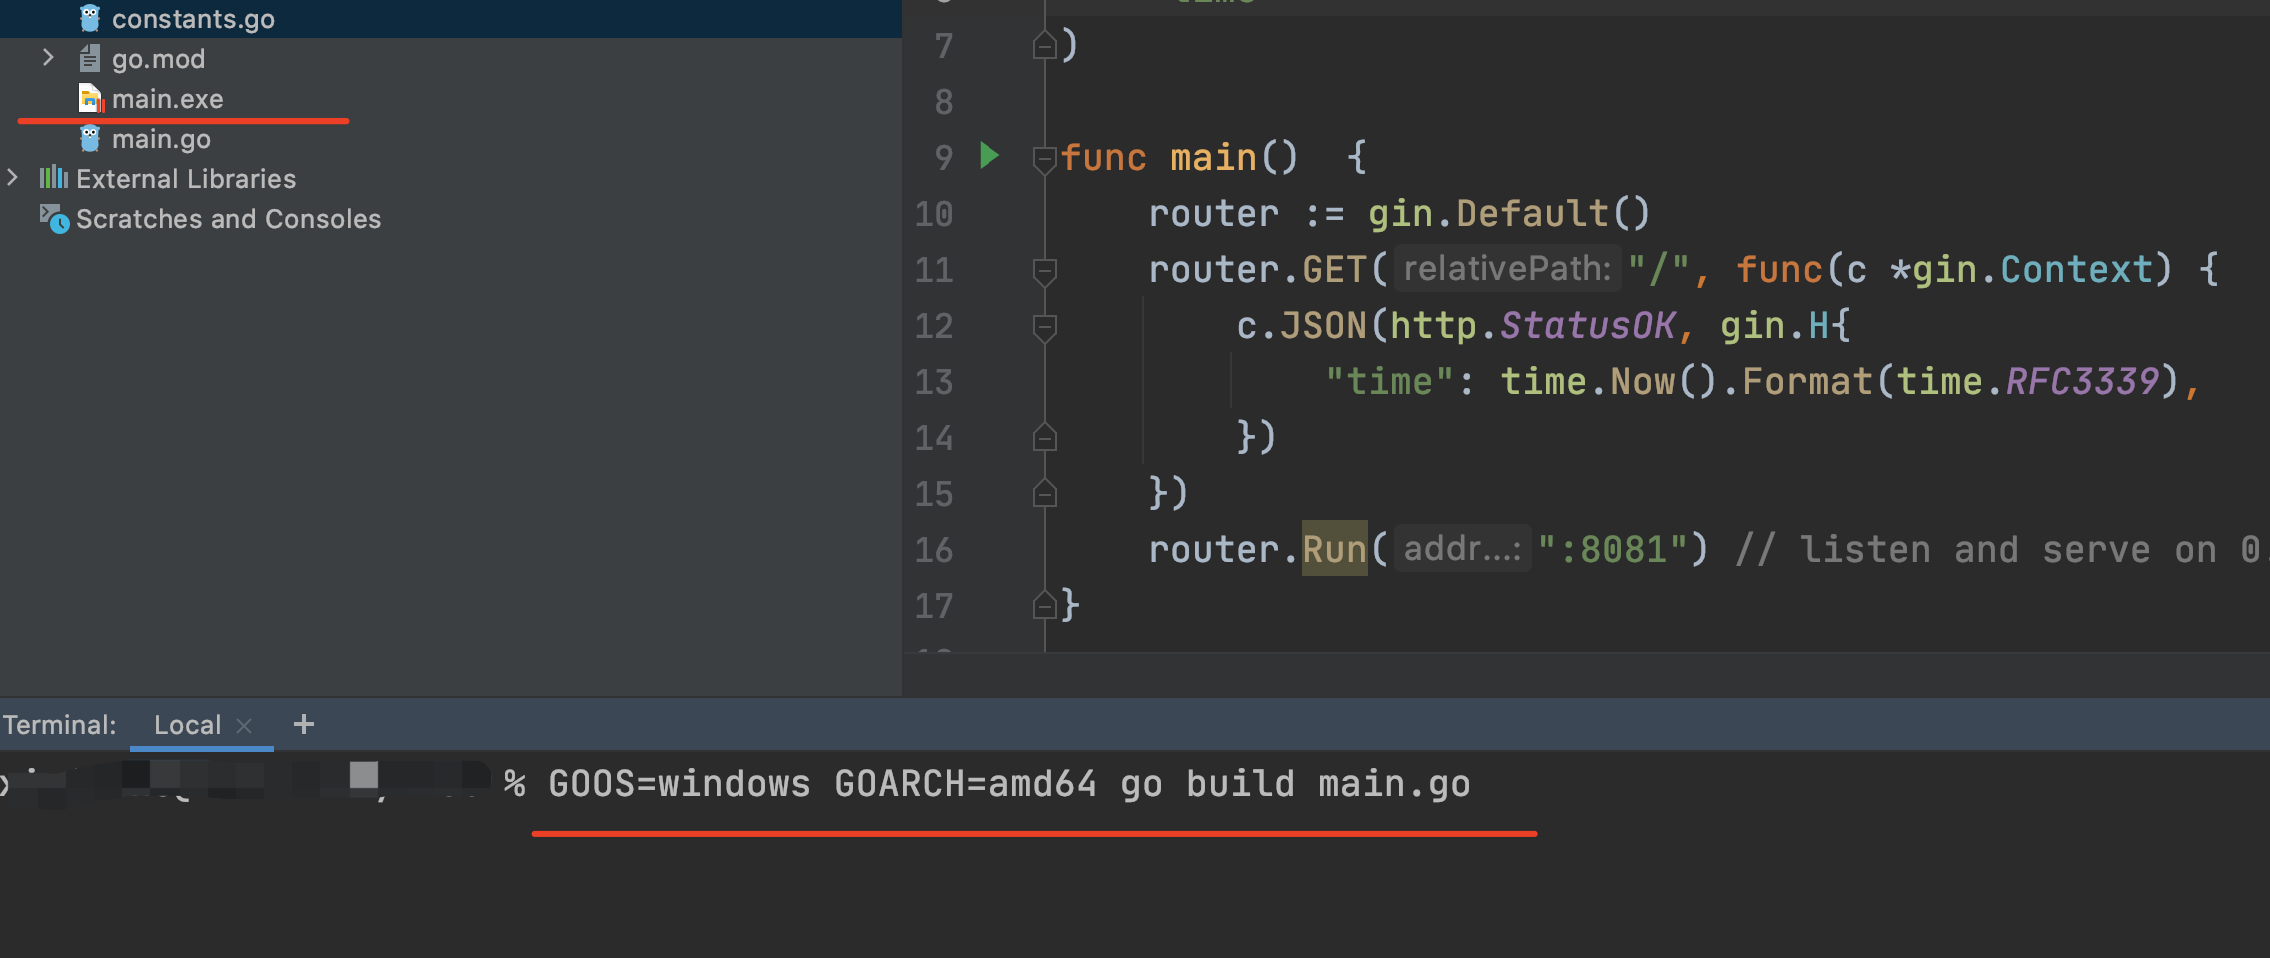 constants.go
go.mod
main.exe
main.go
External Libraries
Scratches and Consoles
7 )
8
9 func main() {
10 router := gin.Default()
11 router.GET( relativePath: "/", func(c *gin.Context) {
12 c.JSON(http.StatusOK, gin.H{
13 "time": time.Now().Format(time.RFC3339),
14 })
15 })
16 router.Run( addr...: ":8081") // listen and serve on 0.
17 }
Terminal: Local × +
% GOOS=windows GOARCH=amd64 go build main.go